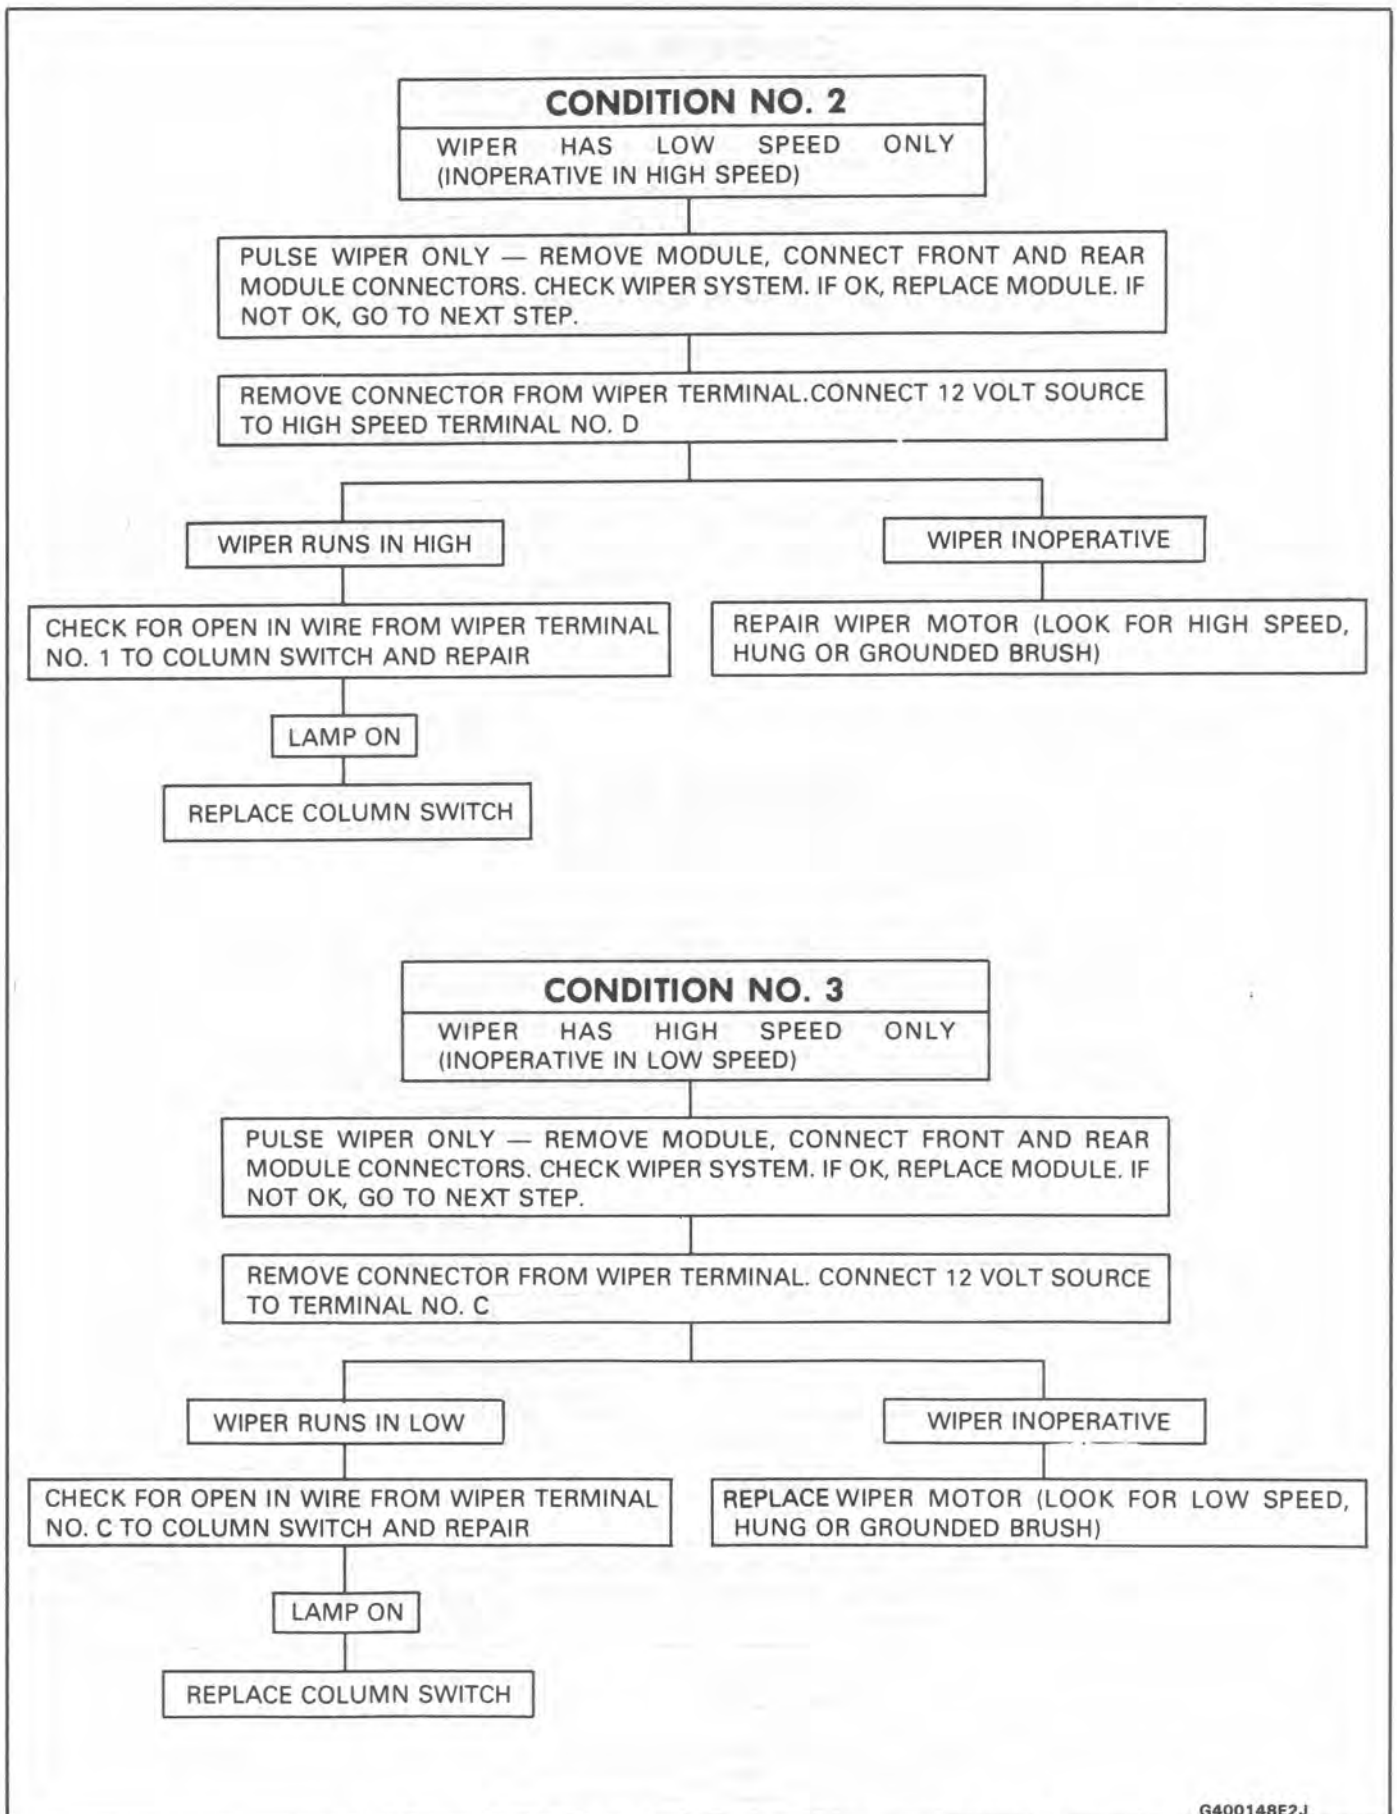 CONDITION NO. 2
WIPER HAS LOW SPEED ONLY
(INOPERATIVE IN HIGH SPEED)
PULSE WIPER ONLY — REMOVE MODULE, CONNECT FRONT AND REAR
MODULE CONNECTORS. CHECK WIPER SYSTEM. IF OK, REPLACE MODULE. IF
NOT OK, GO TO NEXT STEP.
REMOVE CONNECTOR FROM WIPER TERMINAL.CONNECT 12 VOLT SOURCE
TO HIGH SPEED TERMINAL NO. D
WIPER RUNS IN HIGH
WIPER INOPERATIVE
CHECK FOR OPEN IN WIRE FROM WIPER TERMINAL
NO. 1 TO COLUMN SWITCH AND REPAIR
REPAIR WIPER MOTOR (LOOK FOR HIGH SPEED,
HUNG OR GROUNDED BRUSH)
LAMP ON
REPLACE COLUMN SWITCH
CONDITION NO. 3
WIPER HAS HIGH SPEED ONLY
(INOPERATIVE IN LOW SPEED)
PULSE WIPER ONLY — REMOVE MODULE, CONNECT FRONT AND REAR
MODULE CONNECTORS. CHECK WIPER SYSTEM. IF OK, REPLACE MODULE. IF
NOT OK, GO TO NEXT STEP.
REMOVE CONNECTOR FROM WIPER TERMINAL. CONNECT 12 VOLT SOURCE
TO TERMINAL NO. C
WIPER RUNS IN LOW
WIPER INOPERATIVE
CHECK FOR OPEN IN WIRE FROM WIPER TERMINAL
NO. C TO COLUMN SWITCH AND REPAIR
REPLACE WIPER MOTOR (LOOK FOR LOW SPEED,
HUNG OR GROUNDED BRUSH)
LAMP ON
REPLACE COLUMN SWITCH
G400148E2J